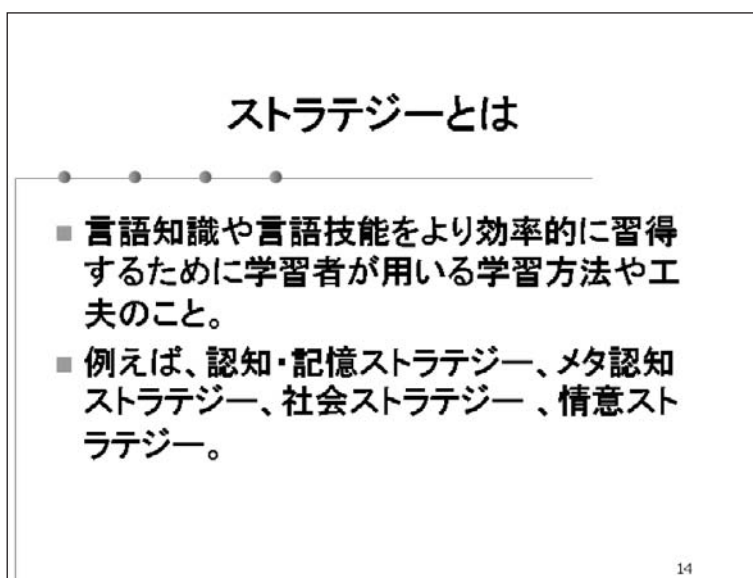 ストラテジーとは
■ 言語知識や言語技能をより効率的に習得
するために学習者が用いる学習方法や工
夫のこと。
■ 例えば、認知・記憶ストラテジー、メタ認知
ストラテジー、社会ストラテジー 、情意スト
ラテジー。
14